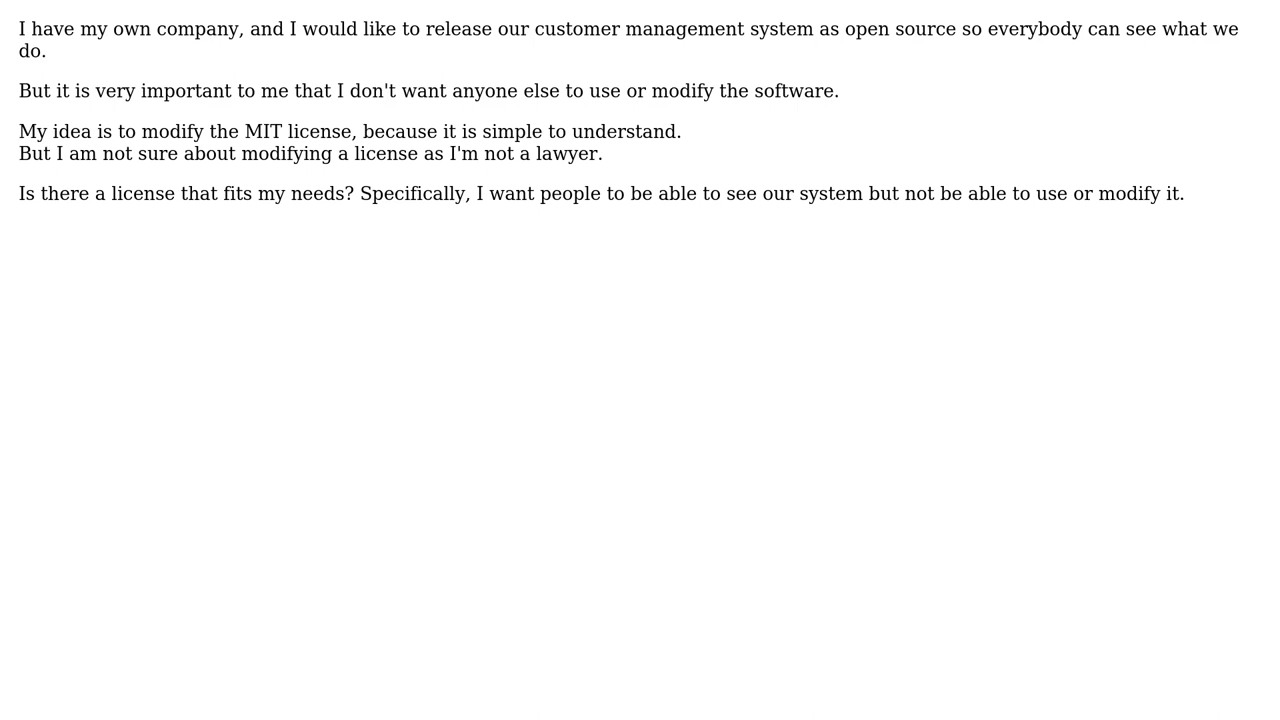 I have my own company, and I would like to release our customer management system as open source so everybody can see what we
do.
But it is very important to me that I don't want anyone else to use or modify the software.
My idea is to modify the MIT license, because it is simple to understand.
But I am not sure about modifying a license as I'm not a lawyer.
Is there a license that fits my needs? Specifically, I want people to be able to see our system but not be able to use or modify it.